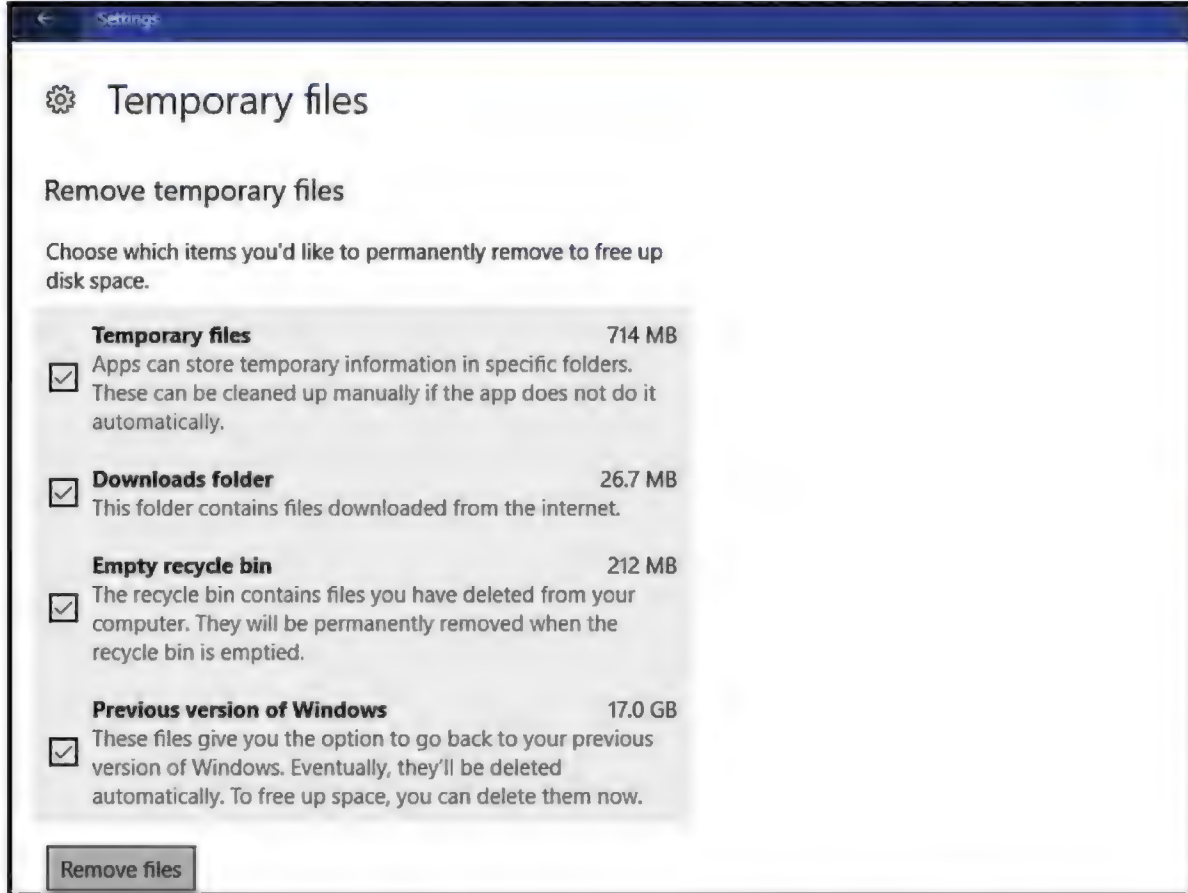 Settings
Temporary files
Remove temporary files
Choose which items you'd like to permanently remove to free up
disk space.
Temporary files 714 MB
Apps can store temporary information in specific folders.
These can be cleaned up manually if the app does not do it
automatically.
Downloads folder 26.7 MB
This folder contains files downloaded from the internet.
Empty recycle bin 212 MB
The recycle bin contains files you have deleted from your
computer. They will be permanently removed when the
recycle bin is emptied.
Previous version of Windows 17.0 GB
These files give you the option to go back to your previous
version of Windows. Eventually, they'll be deleted
automatically. To free up space, you can delete them now.
Remove files